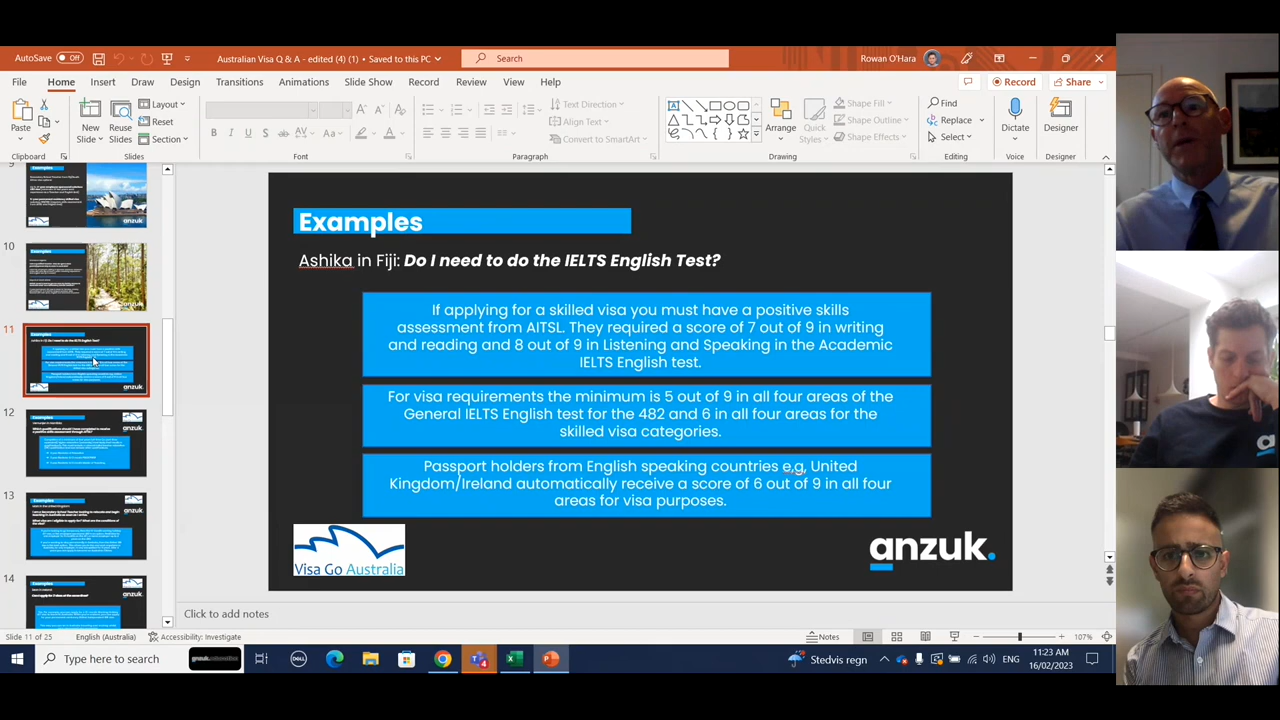 AutoSave Off
Australian Visa Q & A - edited (4) (1) • Saved to this PC
Search
Rowan O'Hara
File Home Insert Draw Design Transitions Animations Slide Show Record Review View Help
Record Share
Paste
New Slide
Reuse Slides
Layout
Reset
Section
Text Direction
Align Text
Convert to SmartArt
Arrange
Quick Styles
Shape Fill
Shape Outline
Shape Effects
Find
Replace
Select
Dictate
Designer
Clipboard Slides Font Paragraph Drawing Editing Voice Designer
9
10
11
12
13
14
Examples
Ashika in Fiji: Do I need to do the IELTS English Test?
If applying for a skilled visa you must have a positive skills
assessment from AITSL. They required a score of 7 out of 9 in writing
and reading and 8 out of 9 in Listening and Speaking in the Academic
IELTS English test.
For visa requirements the minimum is 5 out of 9 in all four areas of the
General IELTS English test for the 482 and 6 in all four areas for the
skilled visa categories.
Passport holders from English speaking countries e.g, United
Kingdom/Ireland automatically receive a score of 6 out of 9 in all four
areas for visa purposes.
Visa Go Australia
anzuk.
Click to add notes
Slide 11 of 25 English (Australia) Accessibility: Investigate
Notes
107%
Type here to search
Stedvis regn
ENG
11:23 AM
16/02/2023